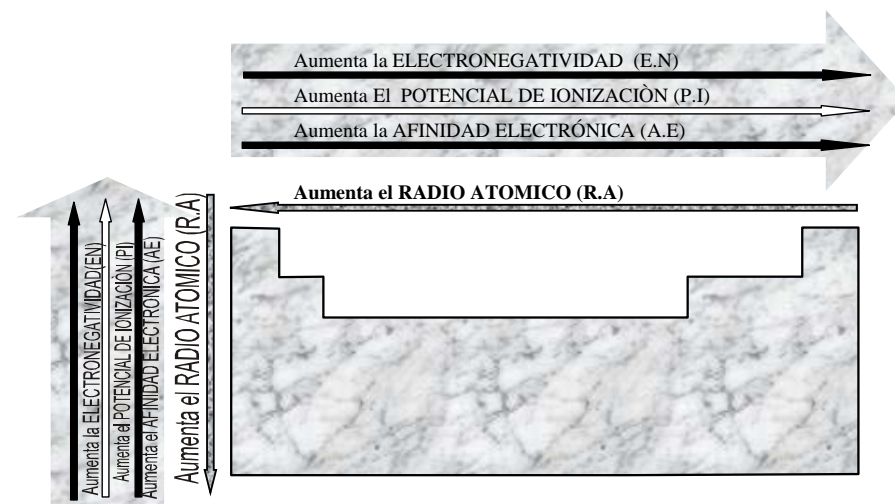 Aumenta la ELECTRONEGATIVIDAD (E.N)
Aumenta El POTENCIAL DE IONIZACIÒN (P.I)
Aumenta la AFINIDAD ELECTRÓNICA (A.E)
Aumenta el RADIO ATOMICO (R.A)
Aumenta la ELECTRONEGATIVIDAD(EN)
Aumenta el POTENCIAL DE IONIZACIÒN (PI)
Aumenta el AFINIDAD ELECTRONICA (AE)
Aumenta el RADIO ATOMICO (R.A)